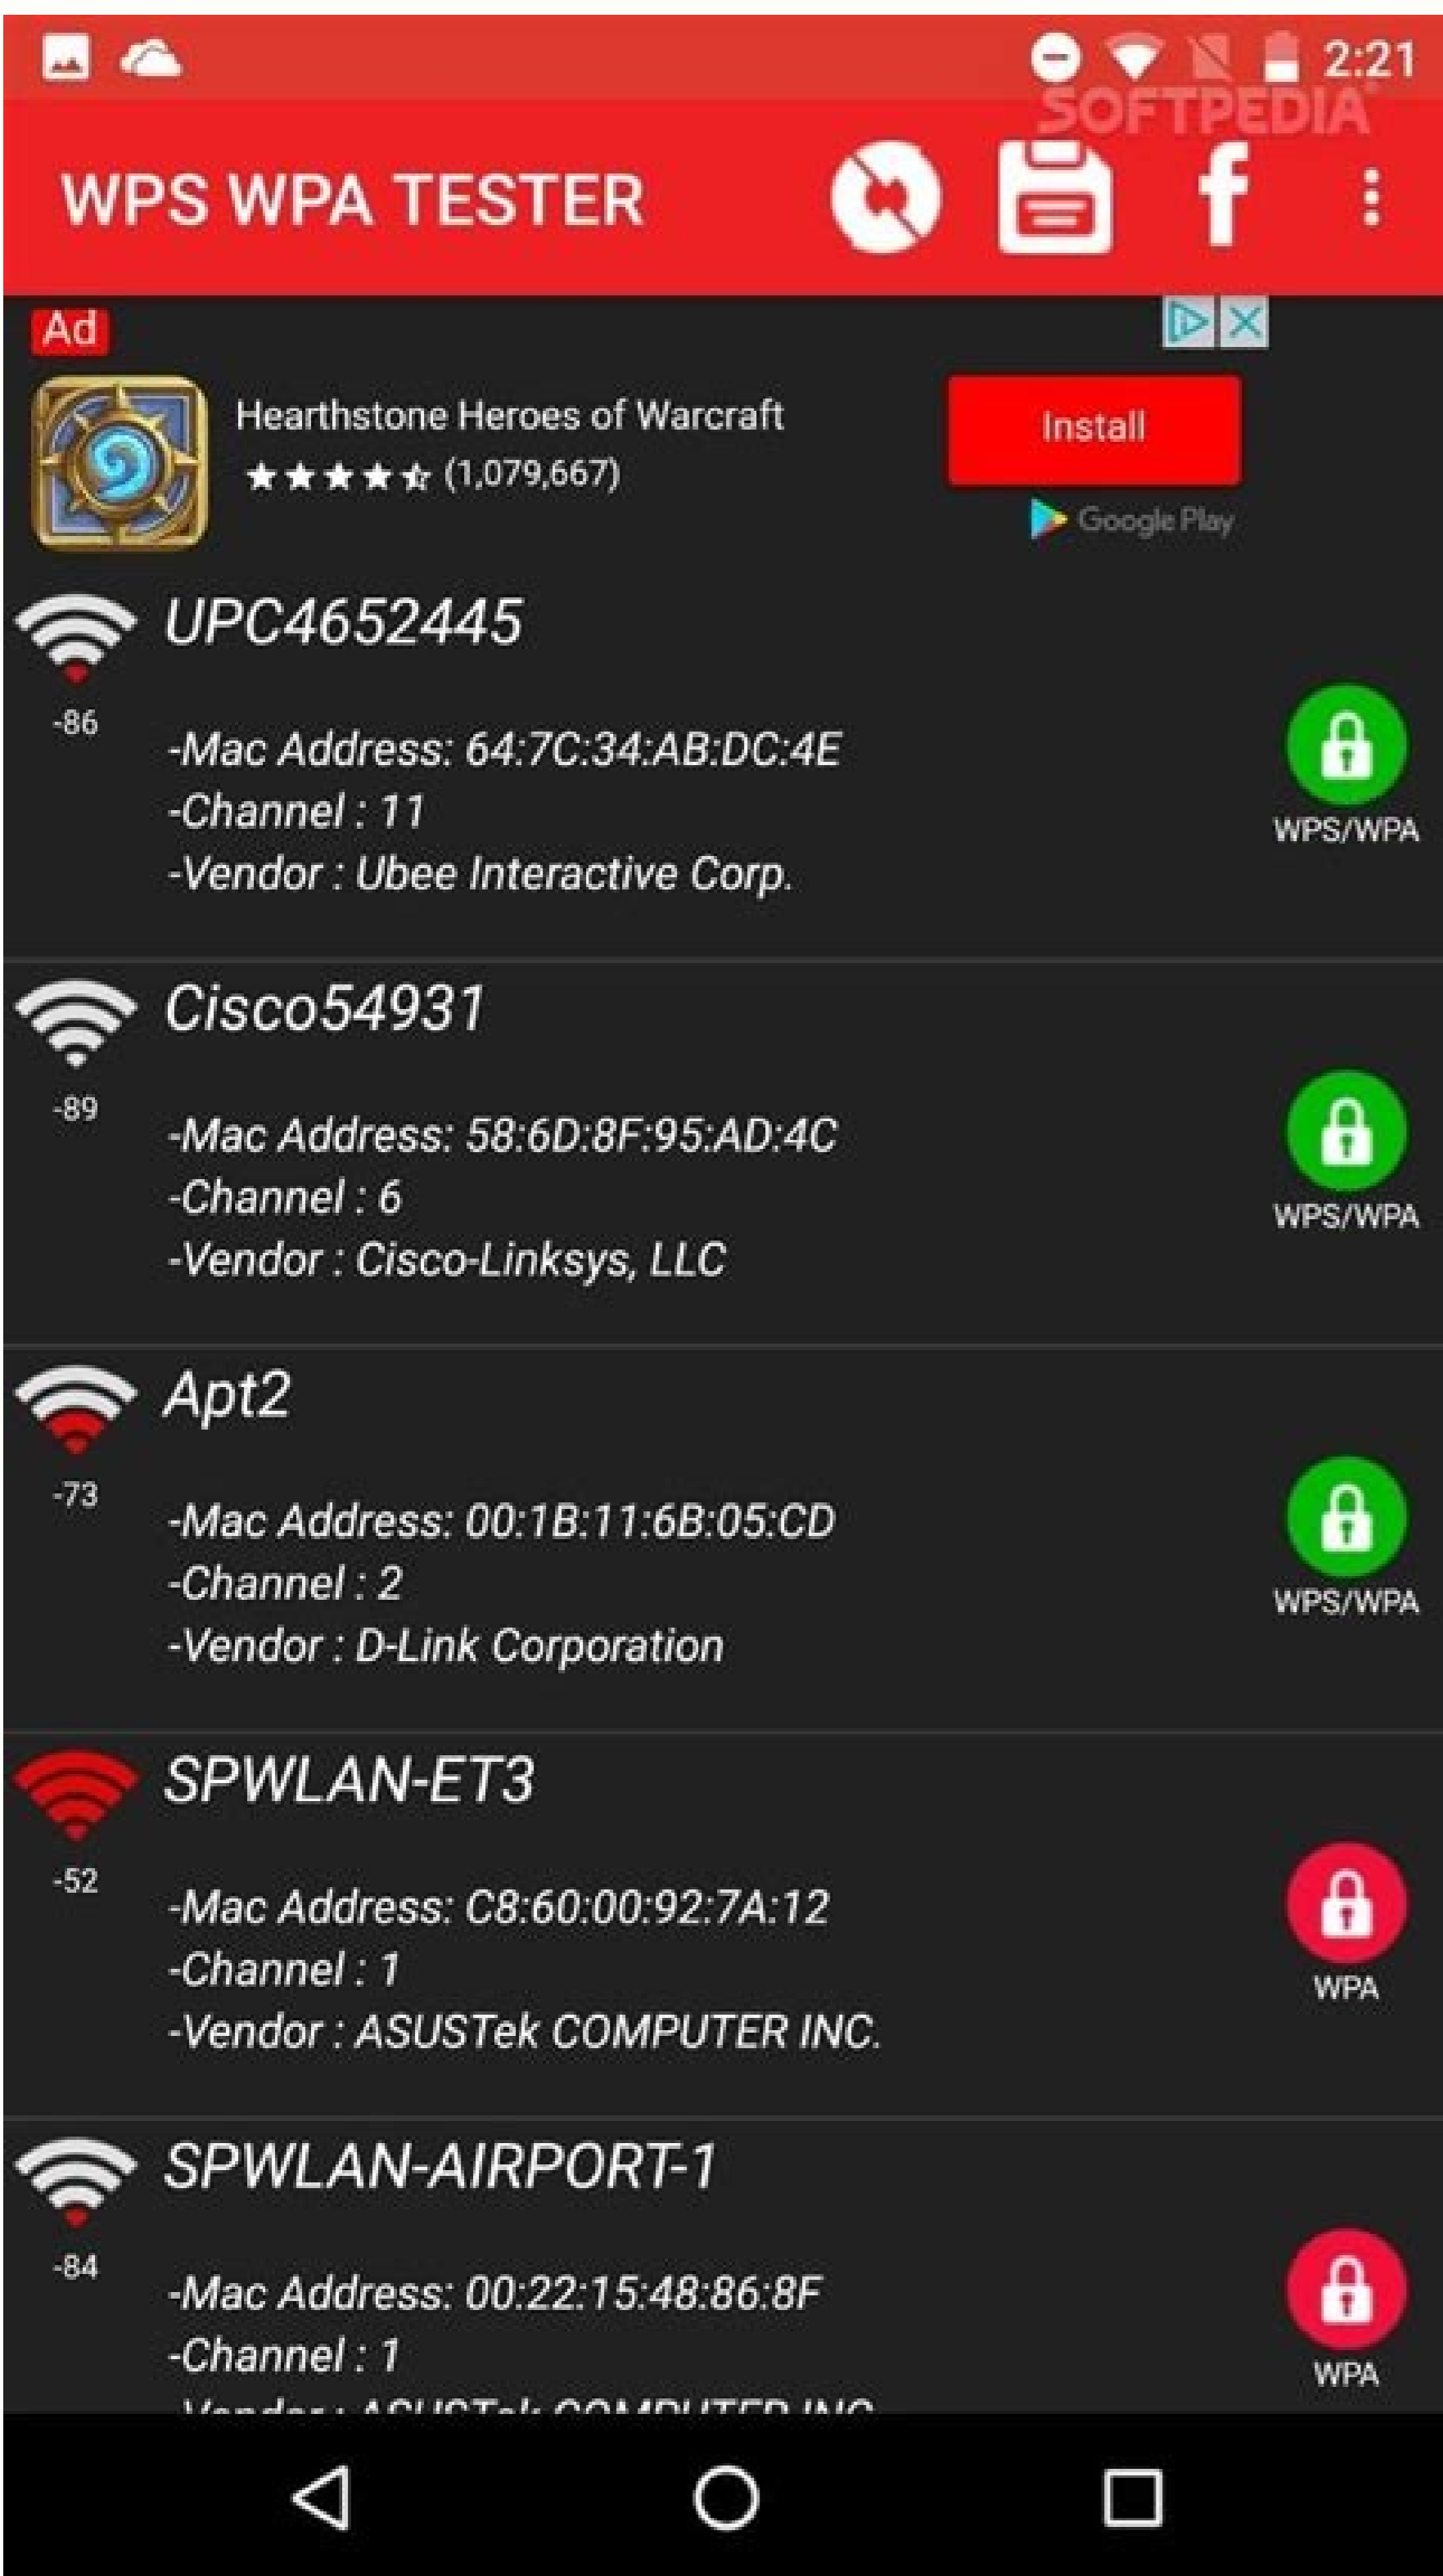 2:21
SOFTPEDIA®
WPS WPA TESTER
Ad
Hearthstone Heroes of Warcraft
(1,079,667)
Install
Google Play
UPC4652445
-86
-Mac Address: 64:7C:34:AB:DC:4E
-Channel : 11
-Vendor : Ubee Interactive Corp.
WPS/WPA
Cisco54931
-89
-Mac Address: 58:6D:8F:95:AD:4C
-Channel : 6
-Vendor : Cisco-Linksys, LLC
WPS/WPA
Apt2
-73
-Mac Address: 00:1B:11:6B:05:CD
-Channel : 2
-Vendor : D-Link Corporation
WPS/WPA
SPWLAN-ET3
-52
-Mac Address: C8:60:00:92:7A:12
-Channel : 1
-Vendor : ASUSTek COMPUTER INC.
WPA
SPWLAN-AIRPORT-1
-84
-Mac Address: 00:22:15:48:86:8F
-Channel : 1
-Vendor : ASUSTek COMPUTER INC
WPA